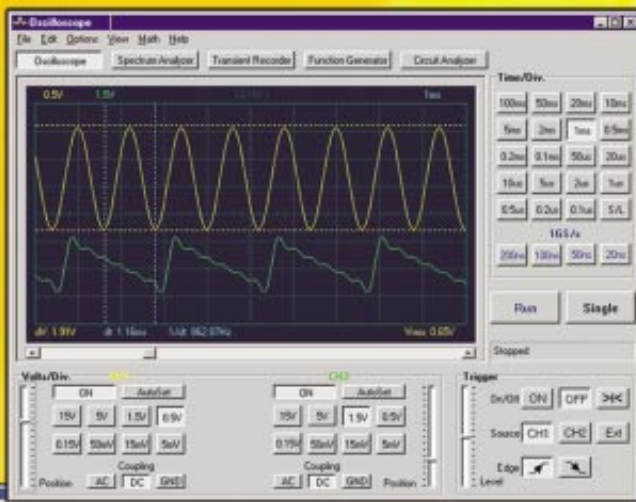 Oscilloscope
File Edit Options View Math Help
Oscilloscope Spectrum Analyzer Transient Recorder Function Generator Circuit Analyzer
0.5V 1.5V 1ms
dV: 1.91V dt: 1.16ms 1/dt: 862.07Hz Vrms: 0.65V
Time/Div.
100ms 50ms 20ms 10ms
5ms 2ms 1ms 0.5ms
0.2ms 0.1ms 50us 20us
10us 5us 2us 1us
0.5us 0.2us 0.1us S/L
1GS/s
200ns 100ns 50ns 20ns
Run Single
Stopped
Volts/Div. CH1
ON AutoSet
15V 5V 1.5V 0.5V
0.15V 50mV 15mV 5mV
Coupling
Position AC DC GND
CH2
ON AutoSet
15V 5V 1.5V 0.5V
0.15V 50mV 15mV 5mV
Coupling
AC DC GND Position
Trigger
On/Off ON OFF
Source CH1 CH2 Ext
Edge
Level